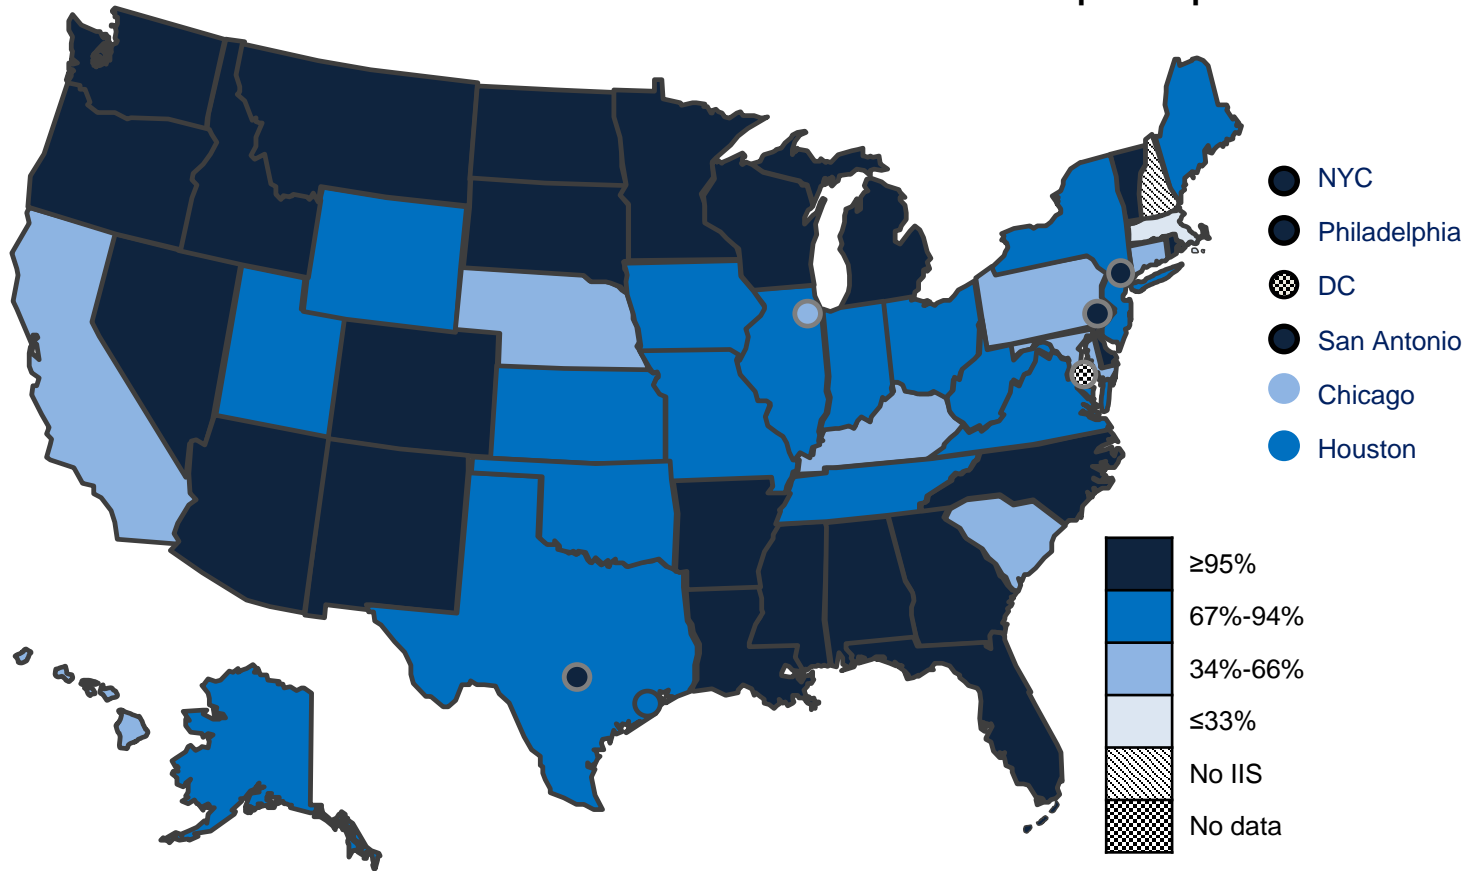 NYC
Philadelphia
DC
San Antonio
Chicago
Houston
≥95%
67%-94%
34%-66%
≤33%
No IIS
No data